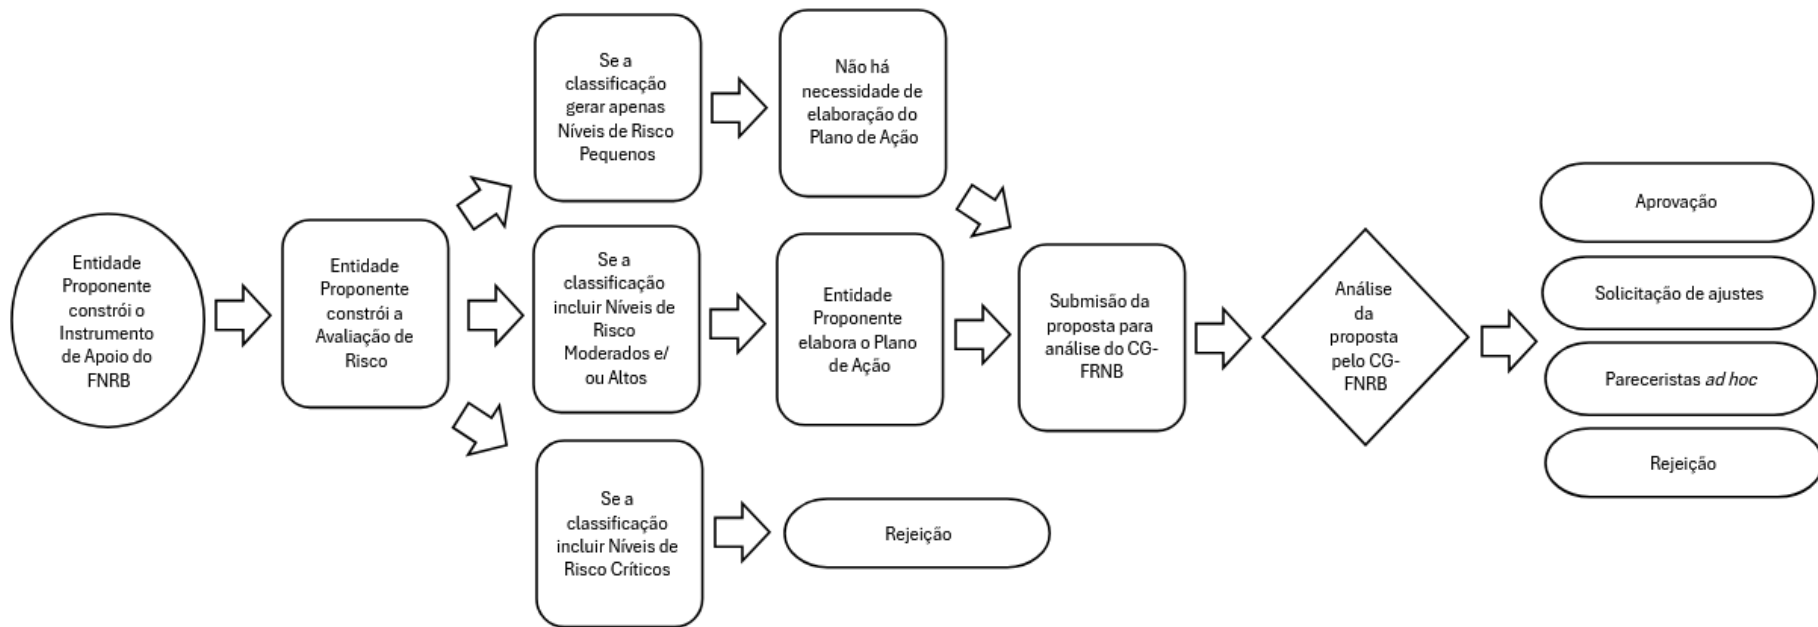 Entidade
Proponente
constrói o
Instrumento
de Apoio do
FNRB
Entidade
Proponente
constrói a
Avaliação de
Risco
Se a
classificação
gerar apenas
Níveis de Risco
Pequenos
Não há
necessidade de
elaboração do
Plano de Ação
Se a
classificação
incluir Níveis de
Risco
Moderados e/
ou Altos
Entidade
Proponente
elabora o Plano
de Ação
Se a
classificação
incluir Níveis de
Risco Críticos
Rejeição
Submisão da
proposta para
análise do CG-
FRNB
Análise
da
proposta
pelo CG-
FNRB
Aprovação
Solicitação de ajustes
Pareceristas ad hoc
Rejeição